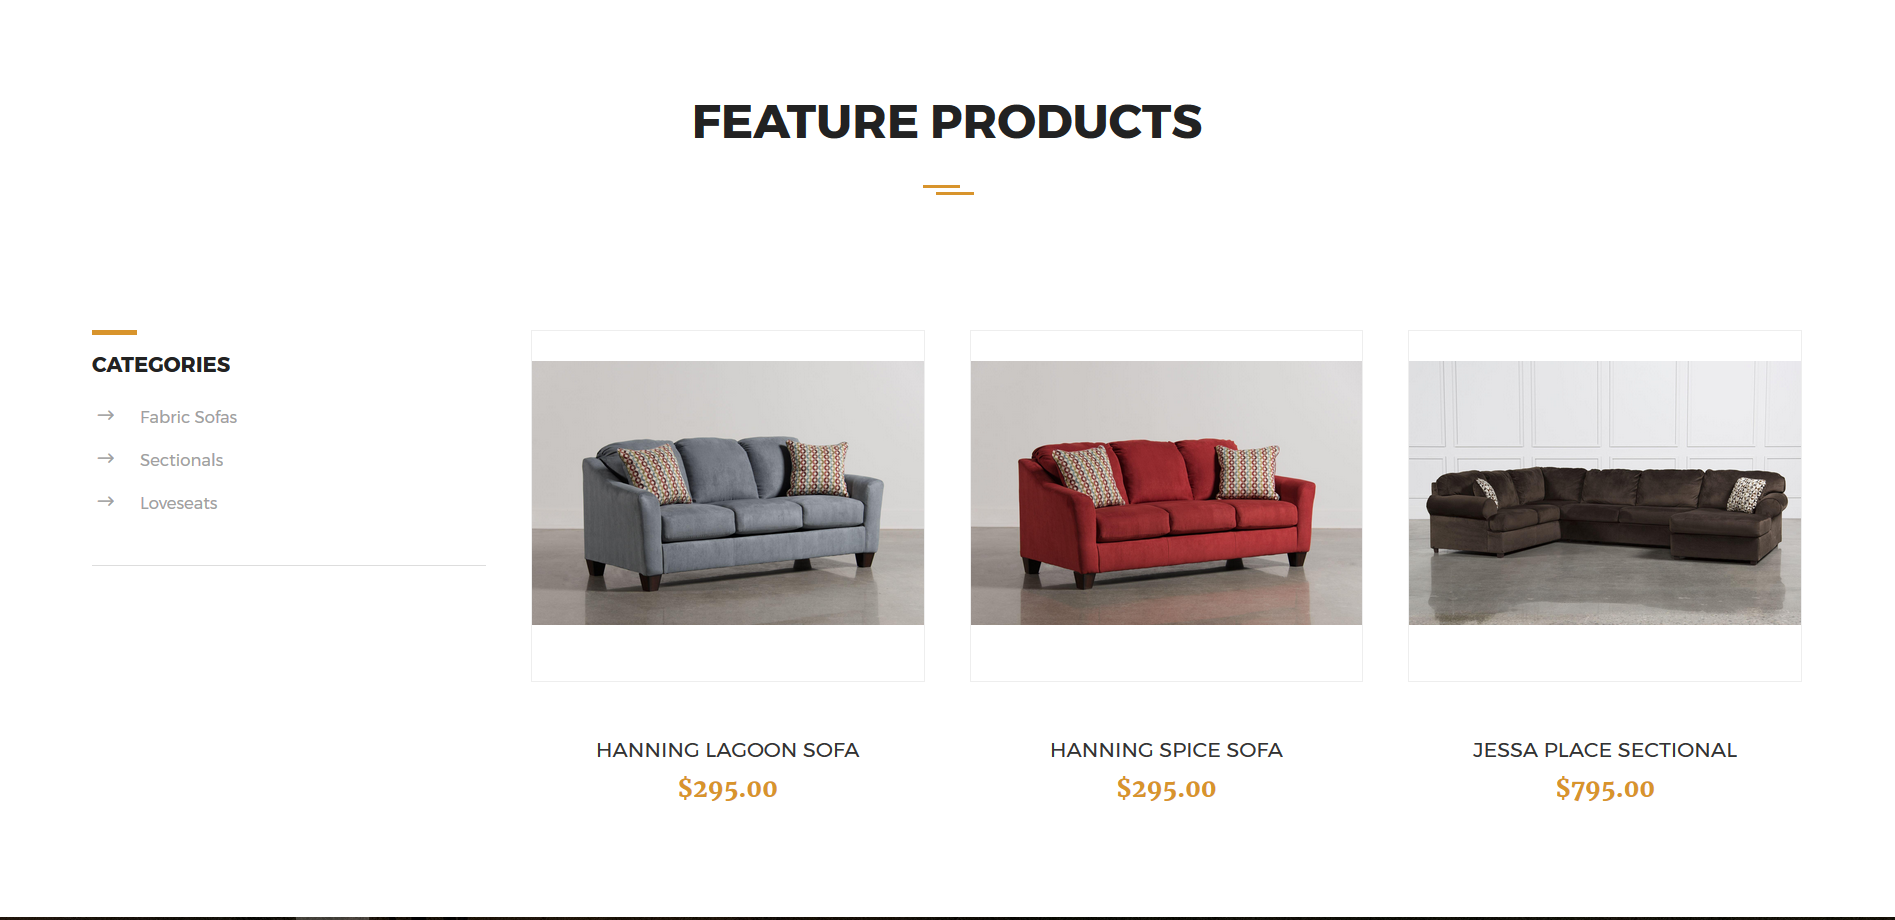 FEATURE PRODUCTS
CATEGORIES
Fabric Sofas
Sectionals
Loveseats
HANNING LAGOON SOFA
$295.00
HANNING SPICE SOFA
$295.00
JESSA PLACE SECTIONAL
$795.00